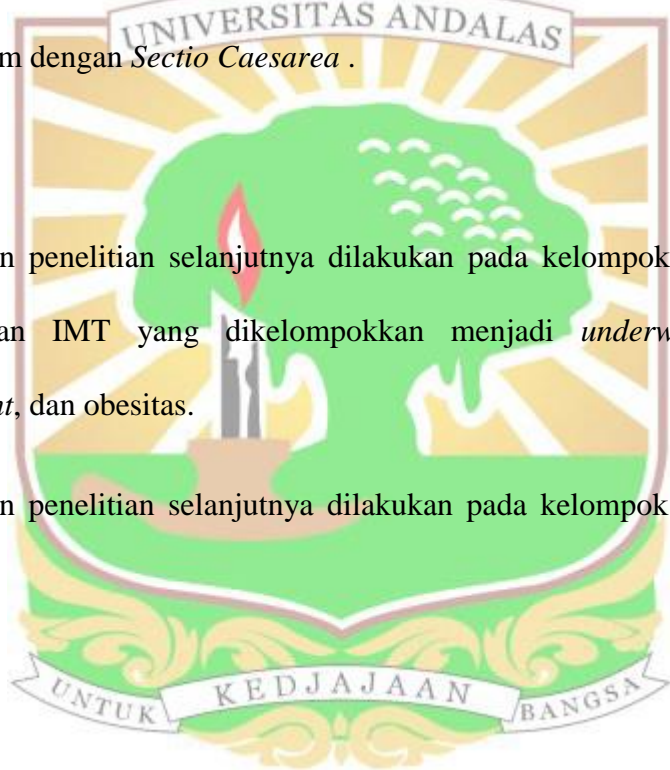 UNIVERSITAS ANDALAS
m dengan Sectio Caesarea .
n penelitian selanjutnya dilakukan pada kelompok
an IMT yang dikelompokkan menjadi underw
nt, dan obesitas.
n penelitian selanjutnya dilakukan pada kelompok
UNTUK KEDJAJAAN BANGSA